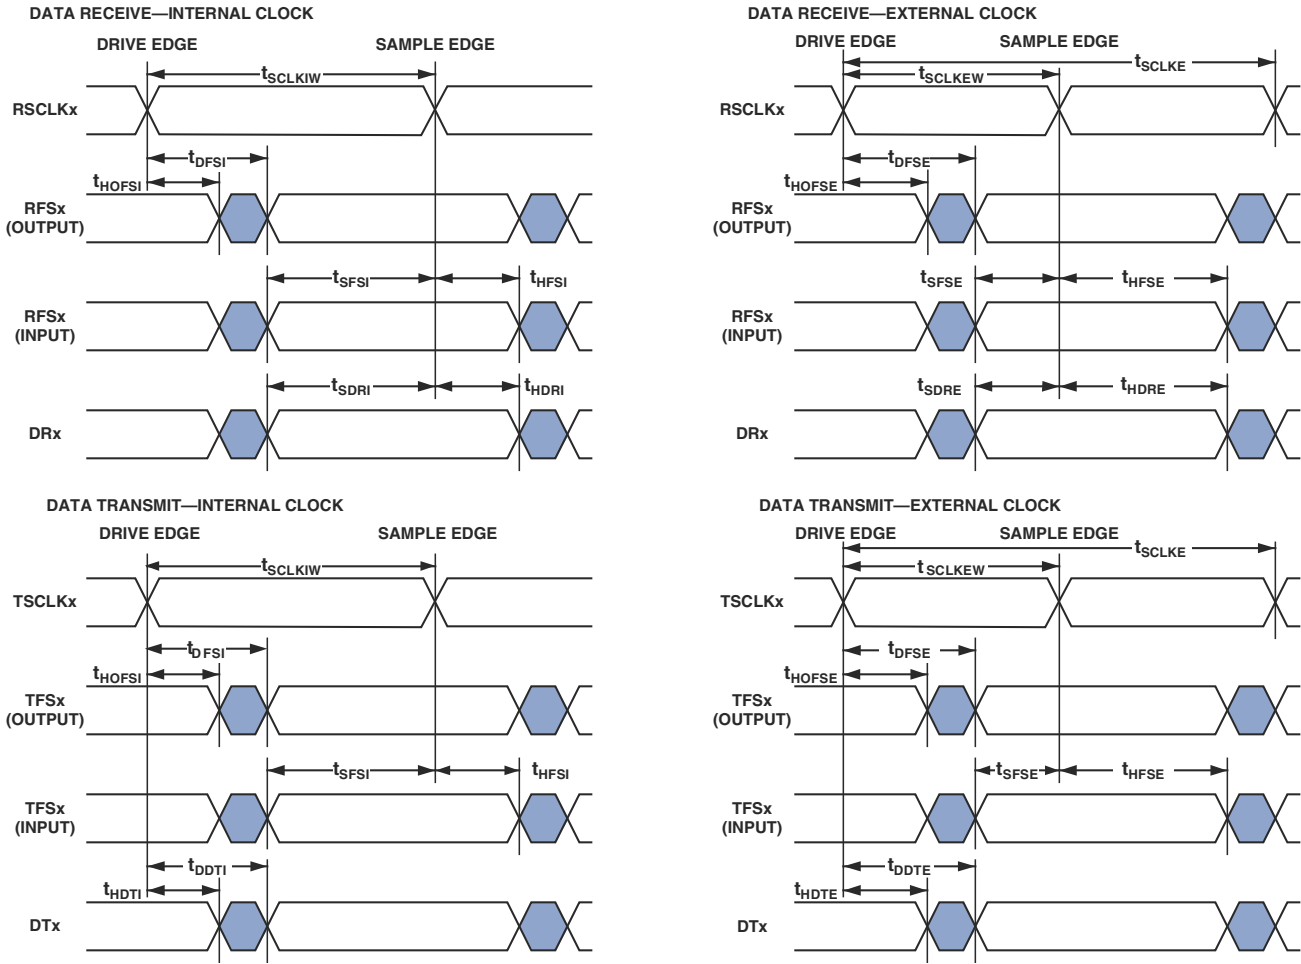 DATA RECEIVE—INTERNAL CLOCK
DRIVE EDGE SAMPLE EDGE
tSCLKIW
RSCLKx
tDFSI
tHOFSI
RFSx
(OUTPUT)
tSFSI tHFSI
RFSx
(INPUT)
tSDRI tHDRI
DRx
DATA RECEIVE—EXTERNAL CLOCK
DRIVE EDGE SAMPLE EDGE
tSCLKE
tSCLKEW
RSCLKx
tDFSE
tHOFSE
RFSx
(OUTPUT)
tSFSE tHFSE
RFSx
(INPUT)
tSDRE tHDRE
DRx
DATA TRANSMIT—INTERNAL CLOCK
DRIVE EDGE SAMPLE EDGE
tSCLKIW
TSCLKx
tDFSI
tHOFSI
TFSx
(OUTPUT)
tSFSI tHFSI
TFSx
(INPUT)
tDDTI
tHDTI
DTx
DATA TRANSMIT—EXTERNAL CLOCK
DRIVE EDGE SAMPLE EDGE
tSCLKE
tSCLKEW
TSCLKx
tDFSE
tHOFSE
TFSx
(OUTPUT)
tSFSE tHFSE
TFSx
(INPUT)
tDDTE
tHDTE
DTx